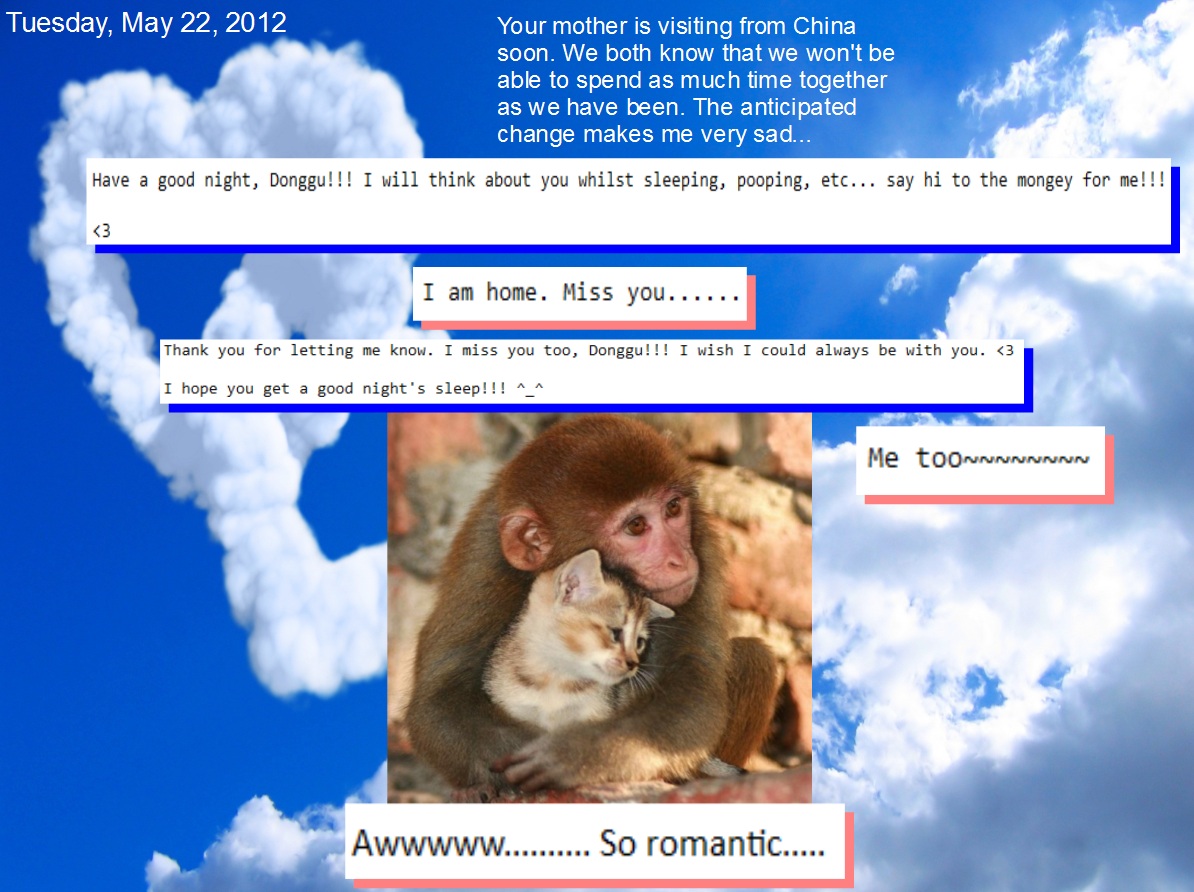 Tuesday, May 22, 2012
Your mother is visiting from China
soon. We both know that we won't be
able to spend as much time together
as we have been. The anticipated
change makes me very sad...
Have a good night, Donggu!!! I will think about you whilst sleeping, pooping, etc... say hi to the mongey for me!!!
<3
I am home. Miss you......
Thank you for letting me know. I miss you too, Donggu!!! I wish I could always be with you. <3
I hope you get a good night's sleep!!! ^_^
Me too~~~~~~~~
Awwwww.......... So romantic.....